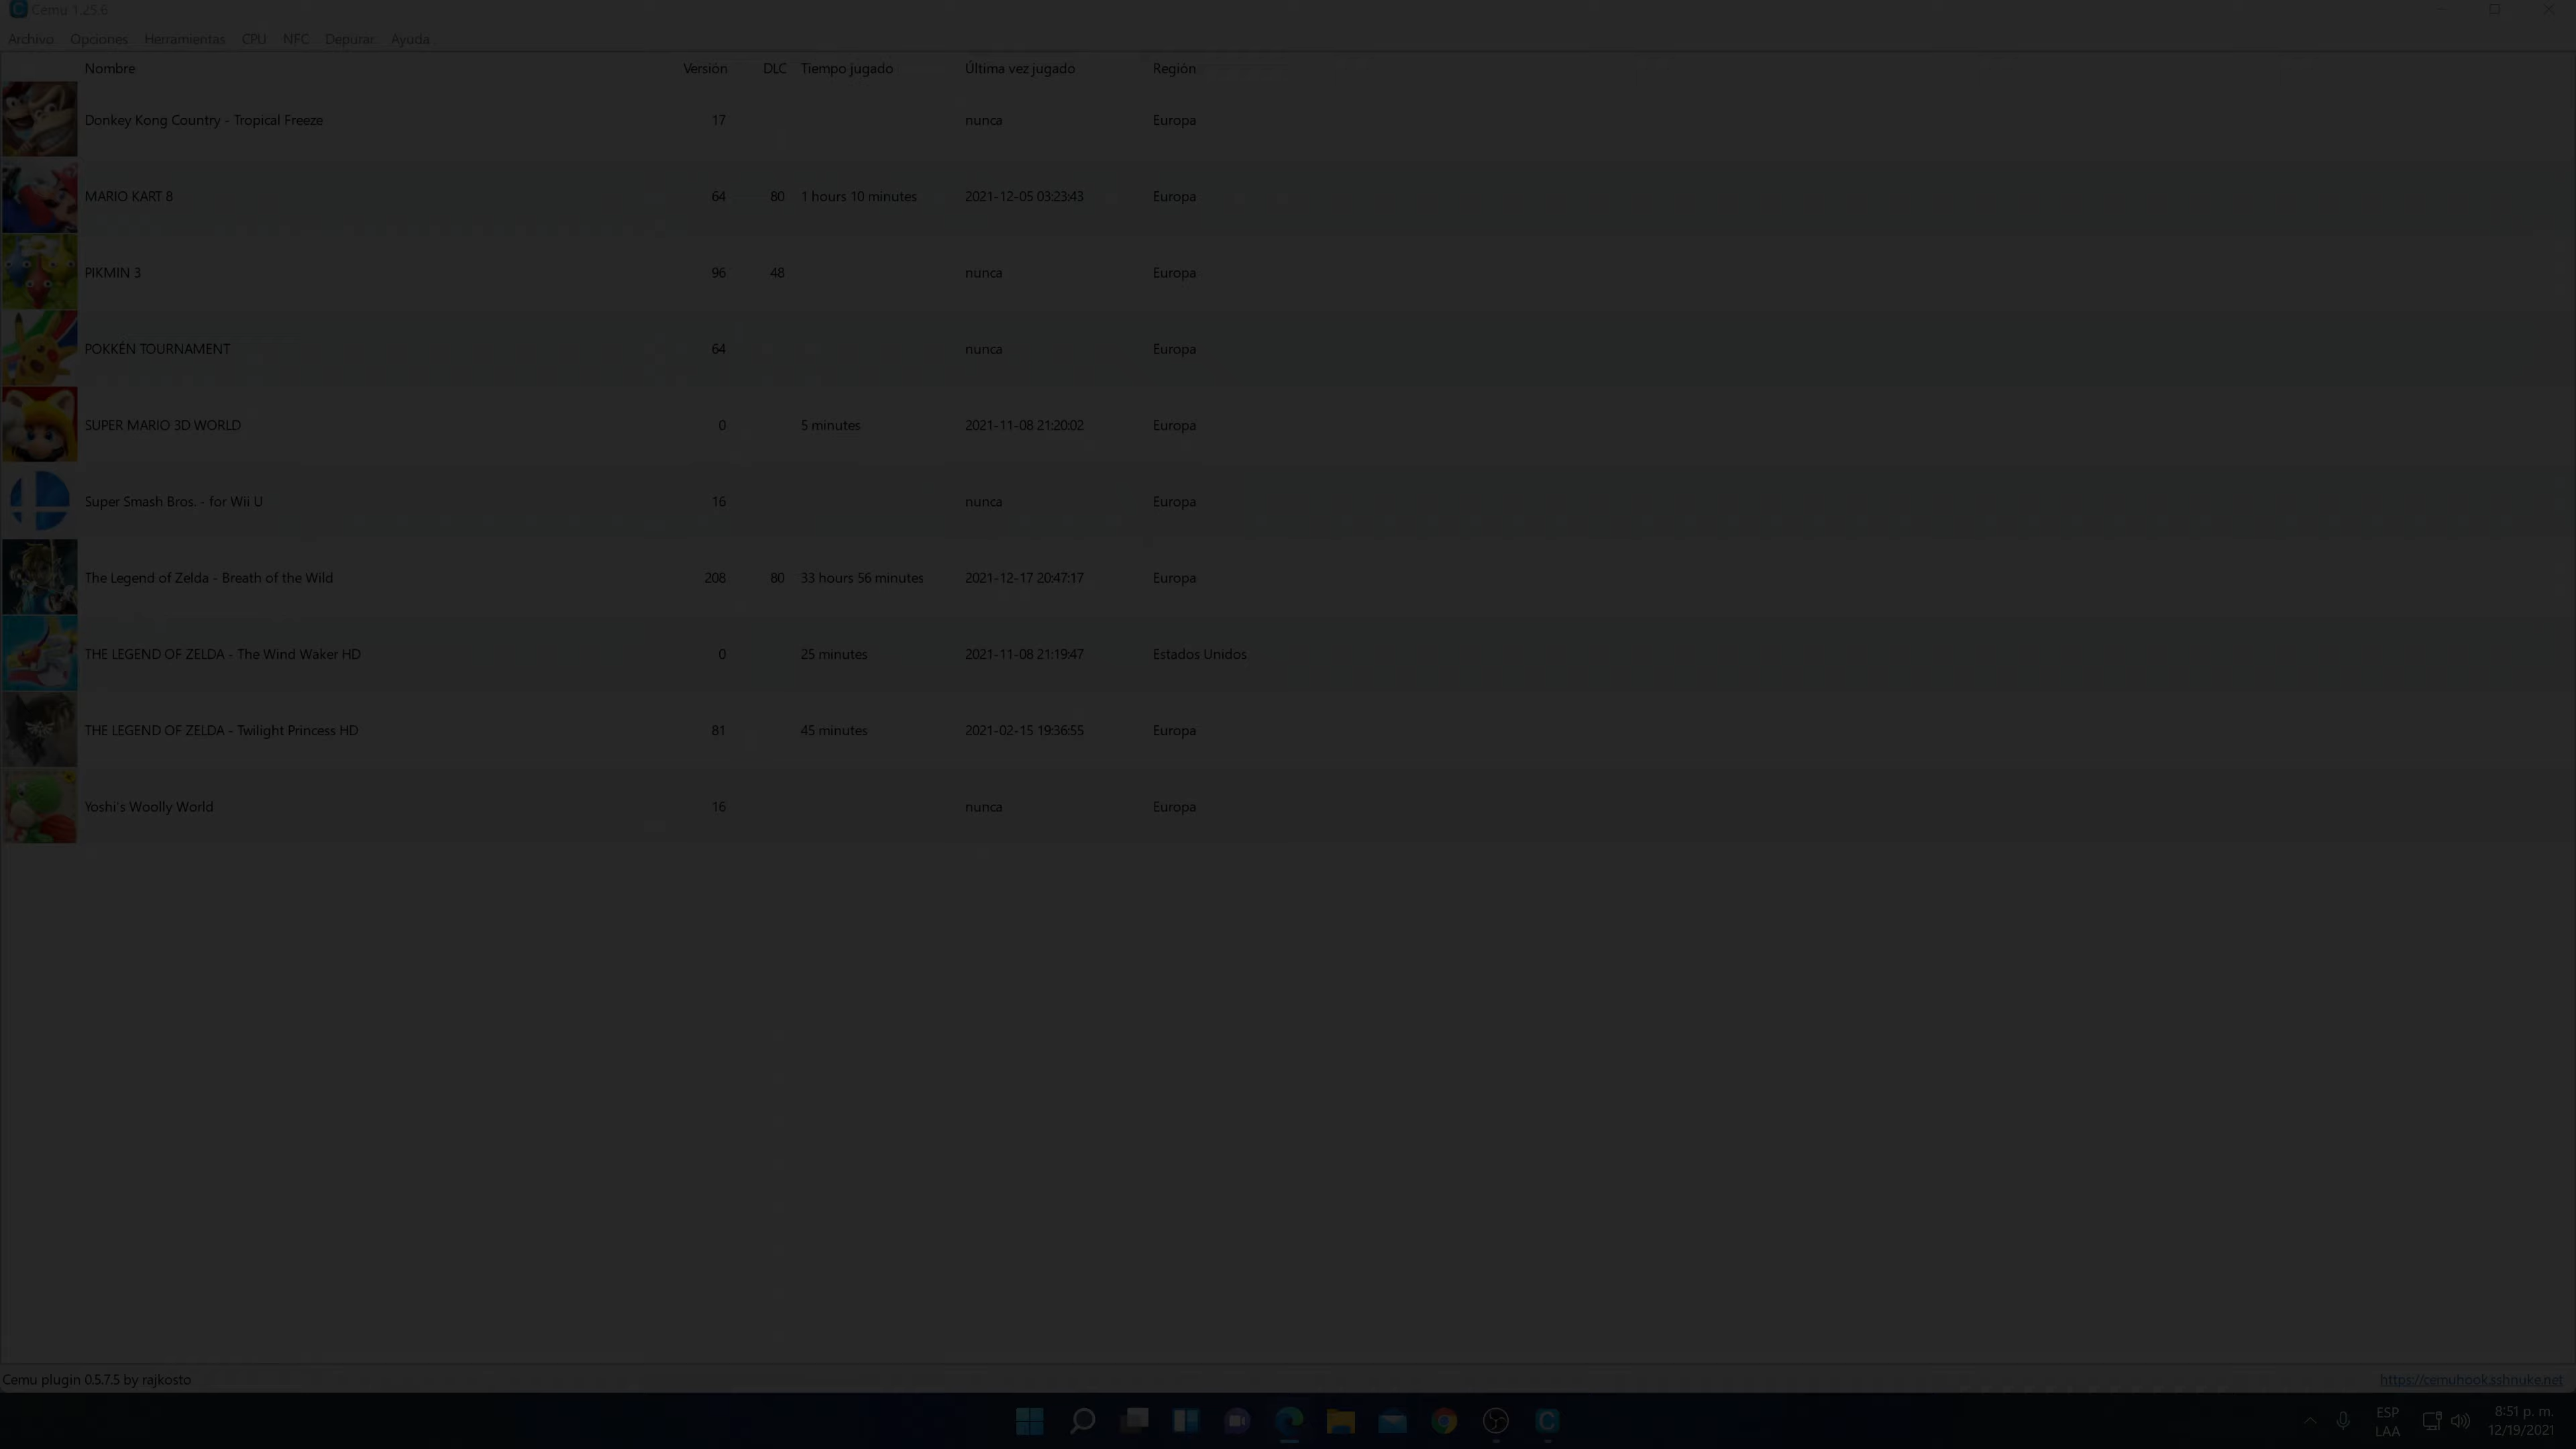 Cemu 1.25.6
Archivo Opciones Herramientas CPU NFC Depurar Ayuda
Nombre Versión DLC Tiempo jugado Última vez jugado Región
Donkey Kong Country - Tropical Freeze 17 nunca Europa
MARIO KART 8 64 80 1 hours 10 minutes 2021-12-05 03:23:43 Europa
PIKMIN 3 96 48 nunca Europa
POKKÉN TOURNAMENT 64 nunca Europa
SUPER MARIO 3D WORLD 0 5 minutes 2021-11-08 21:20:02 Europa
Super Smash Bros. - for Wii U 16 nunca Europa
The Legend of Zelda - Breath of the Wild 208 80 33 hours 56 minutes 2021-12-17 20:47:17 Europa
THE LEGEND OF ZELDA - The Wind Waker HD 0 25 minutes 2021-11-08 21:19:47 Estados Unidos
THE LEGEND OF ZELDA - Twilight Princess HD 81 45 minutes 2021-02-15 19:36:55 Europa
Yoshi's Woolly World 16 nunca Europa
Cemu plugin 0.5.7.5 by rajkosto https://cemuhook.sshnuke.net
ESP 8:51 p. m.
LAA 12/19/2021